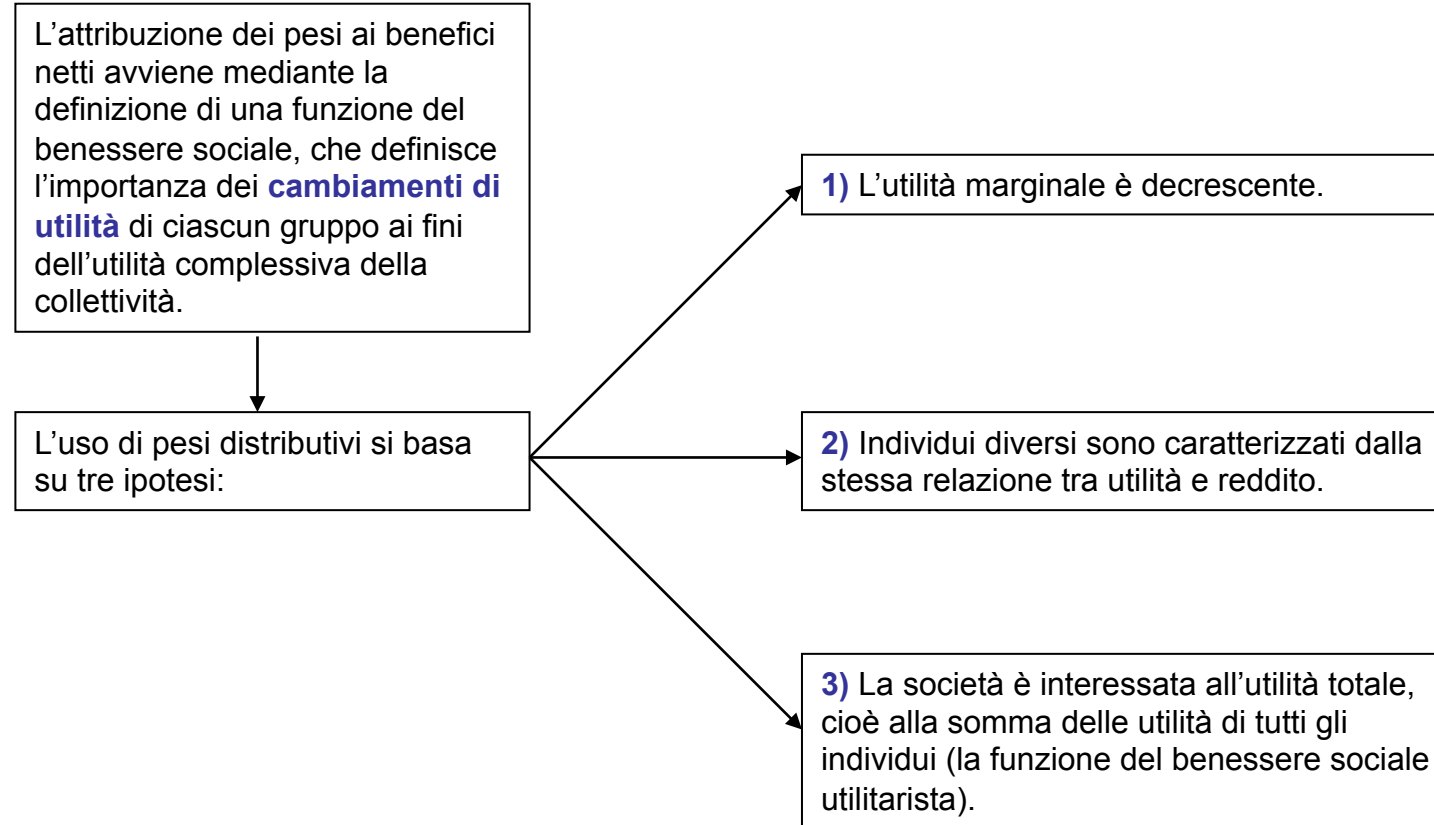 L’attribuzione dei pesi ai benefici
netti avviene mediante la
definizione di una funzione del
benessere sociale, che definisce
l’importanza dei cambiamenti di
utilità di ciascun gruppo ai fini
dell’utilità complessiva della
collettività.
L’uso di pesi distributivi si basa
su tre ipotesi:
1) L’utilità marginale è decrescente.
2) Individui diversi sono caratterizzati dalla
stessa relazione tra utilità e reddito.
3) La società è interessata all’utilità totale,
cioè alla somma delle utilità di tutti gli
individui (la funzione del benessere sociale
utilitarista).